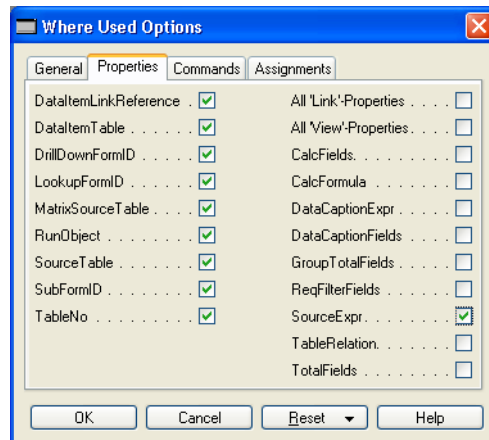 Where Used Options
General Properties Commands Assignments
DataItemLinkReference .
DataItemTable . . . . . .
DrillDownFormID . . . . .
LookupFormID . . . . . .
MatrixSourceTable . . . .
RunObject . . . . . . . .
SourceTable . . . . . . .
SubFormID . . . . . . . .
TableNo . . . . . . . . .
All 'Link'-Properties . . . .
All 'View'-Properties . . . .
CalcFields. . . . . . . . .
CalcFormula . . . . . . .
DataCaptionExpr . . . . .
DataCaptionFields . . . .
GroupTotalFields . . . . .
ReqFilterFields . . . . . .
SourceExpr. . . . . . . .
TableRelation. . . . . . .
TotalFields . . . . . . . .
OK Cancel Reset Help